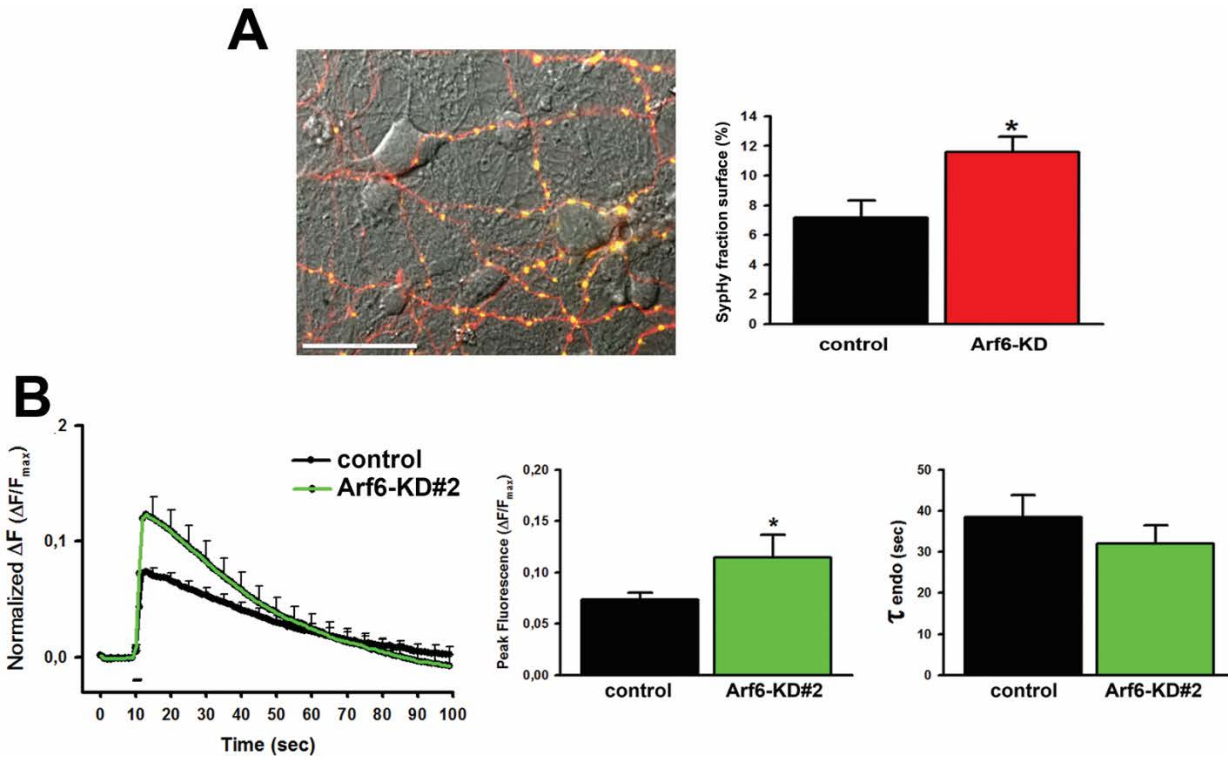 A
SypHy fraction surface (%)
14
12
10
8
6
4
2
0
*
control
Arf6-KD
B
Normalized ΔF (ΔF/Fmax)
,2
0,1
0,0
control
Arf6-KD#2
0 10 20 30 40 50 60 70 80 90 100
Time (sec)
Peak Fluorescence (ΔF/Fmax)
0,20
0,15
0,10
0,05
0,00
*
control
Arf6-KD#2
τ endo (sec)
50
40
30
20
10
0
control
Arf6-KD#2